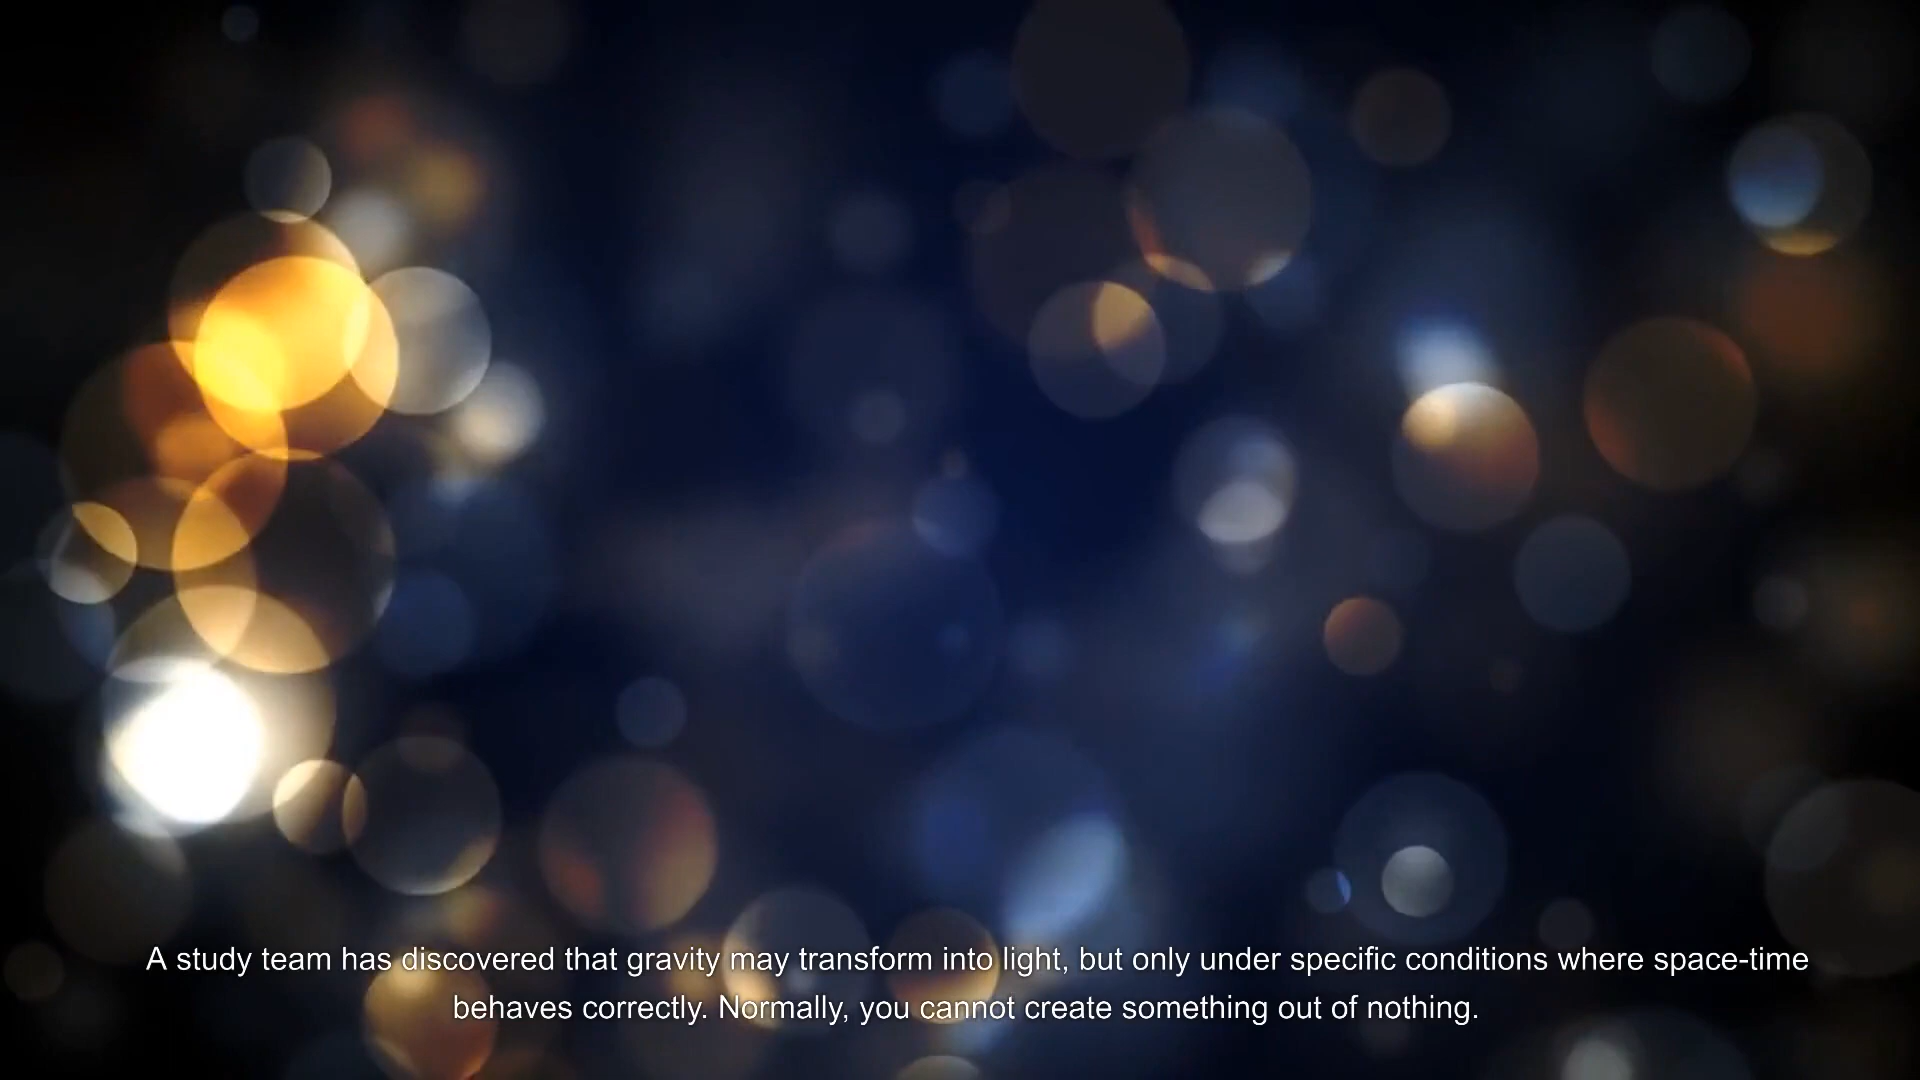 A study team has discovered that gravity may transform into light, but only under specific conditions where space-time
behaves correctly. Normally, you cannot create something out of nothing.